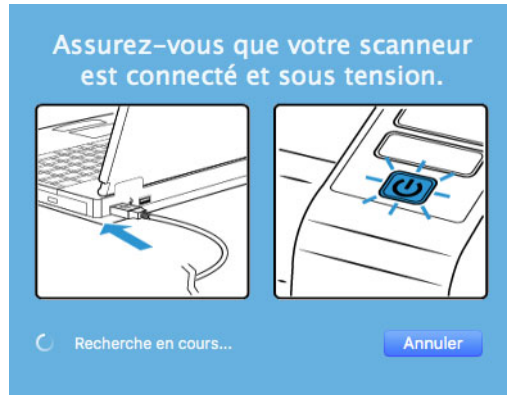 Assurez-vous que votre scanneur
est connecté et sous tension.
Recherche en cours...
Annuler